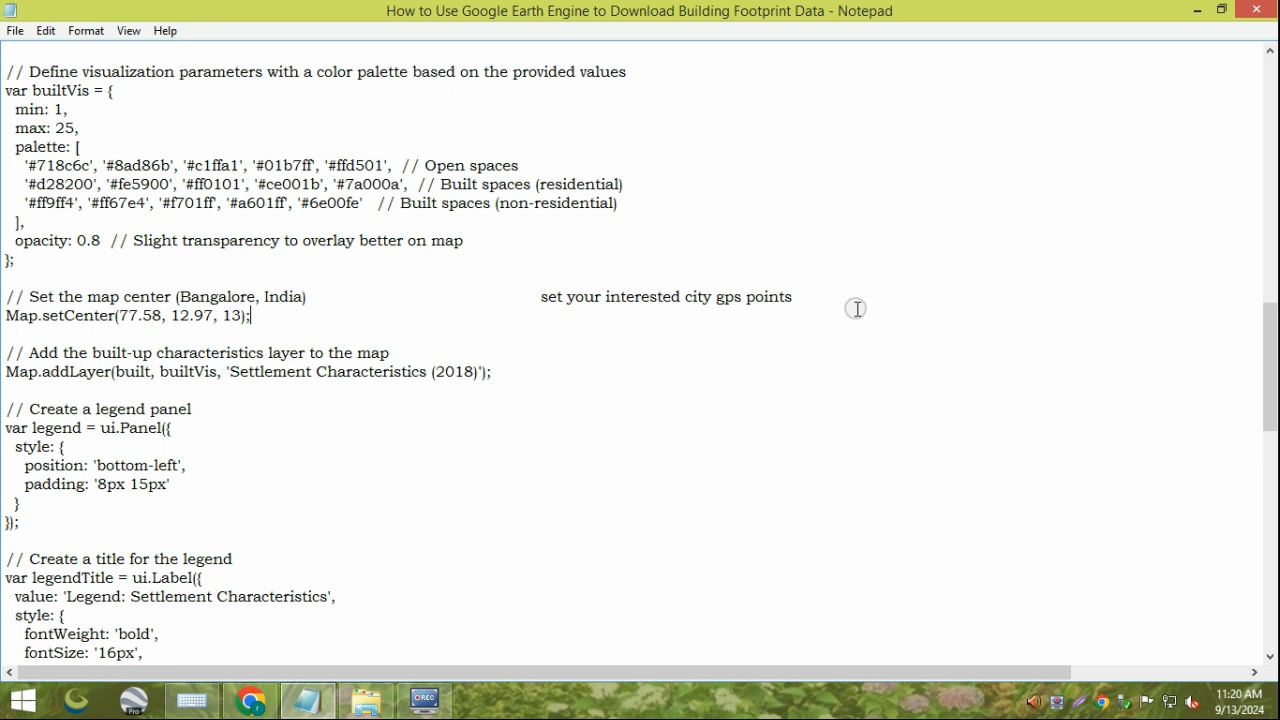 How to Use Google Earth Engine to Download Building Footprint Data - Notepad
File Edit Format View Help
// Define visualization parameters with a color palette based on the provided values
var builtVis = {
min: 1,
max: 25,
palette: [
'#718c6c', '#8ad86b', '#c1ffa1', '#01b7ff', '#ffd501', // Open spaces
'#d28200', '#fe5900', '#ff0101', '#ce001b', '#7a000a', // Built spaces (residential)
'#ff9ff4', '#ff67e4', '#f701ff', '#a601ff', '#6e00fe' // Built spaces (non-residential)
],
opacity: 0.8 // Slight transparency to overlay better on map
};
// Set the map center (Bangalore, India) set your interested city gps points
Map.setCenter(77.58, 12.97, 13);
// Add the built-up characteristics layer to the map
Map.addLayer(built, builtVis, 'Settlement Characteristics (2018)');
// Create a legend panel
var legend = ui.Panel({
style: {
position: 'bottom-left',
padding: '8px 15px'
}
});
// Create a title for the legend
var legendTitle = ui.Label({
value: 'Legend: Settlement Characteristics',
style: {
fontWeight: 'bold',
fontSize: '16px',
Pro
REC
11:20 AM
9/13/2024